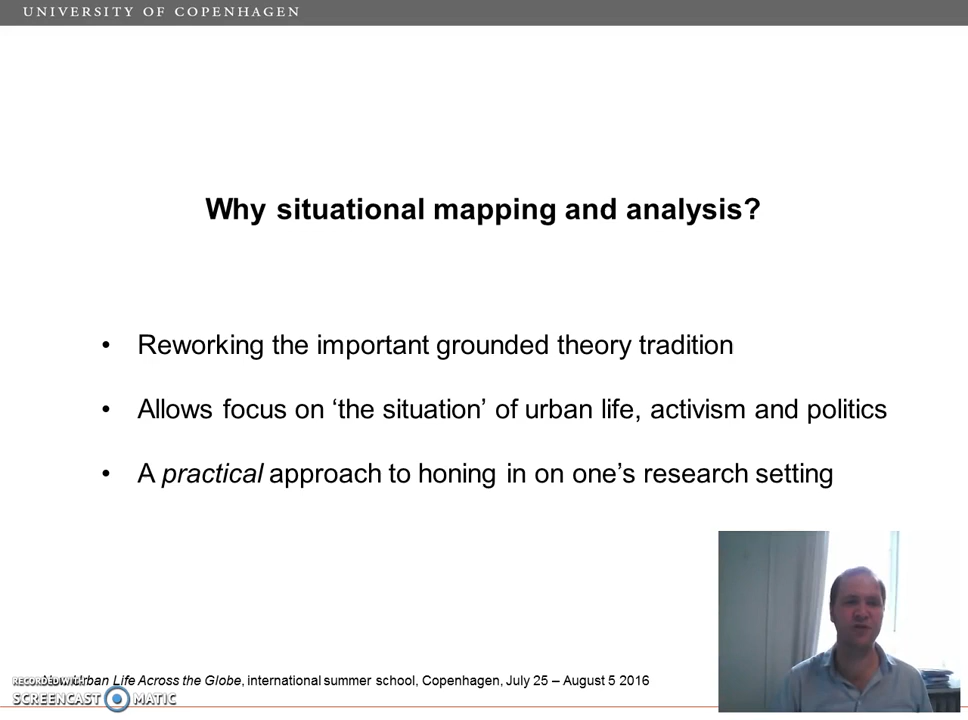 UNIVERSITY OF COPENHAGEN
Why situational mapping and analysis?
• Reworking the important grounded theory tradition
• Allows focus on ‘the situation’ of urban life, activism and politics
• A practical approach to honing in on one’s research setting
Urban Life Across the Globe, international summer school, Copenhagen, July 25 – August 5 2016
RECORDED WITH
SCREENCAST MATIC